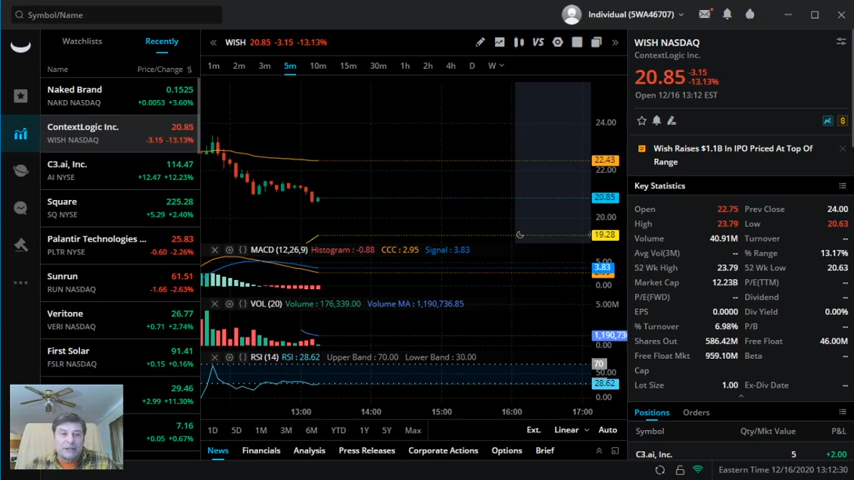 Symbol/Name
Individual (5WA46707)
Watchlists Recently
Name Price/Change
Naked Brand 0.1525
NAKD NASDAQ +0.0053 +3.60%
ContextLogic Inc. 20.85
WISH NASDAQ -3.15 -13.13%
C3.ai, Inc. 114.47
AI NYSE +12.47 +12.23%
Square 225.28
SQ NYSE +5.29 +2.40%
Palantir Technologies ... 25.83
PLTR NYSE -0.60 -2.26%
Sunrun 61.51
RUN NASDAQ -1.66 -2.63%
Veritone 26.77
VERI NASDAQ +0.71 +2.74%
First Solar 91.41
FSLR NASDAQ +0.15 +0.16%
29.46
+2.99 +11.30%
7.16
+0.05 +0.67%
WISH 20.85 -3.15 -13.13%
VS
1m 2m 3m 5m 10m 15m 30m 1h 2h 4h D W
24.00
22.43
22.00
20.85
20.00
19.28
MACD (12,26,9) Histogram : -0.88 CCC : 2.95 Signal : 3.83
5.00
3.83
0.00
VOL (20) Volume : 176,339.00 Volume MA : 1,190,736.85
5.00M
1,190,736
0.00
RSI (14) RSI : 28.62 Upper Band : 70.00 Lower Band : 30.00
70
50.00
28.62
0.00
13:00 14:00 15:00 16:00 17:00
1D 5D 1M 3M 6M YTD 1Y 5Y Max Ext. Linear Auto
News Financials Analysis Press Releases Corporate Actions Options Brief
WISH NASDAQ
ContextLogic Inc.
20.85 -3.15
-13.13%
Open 12/16 13:12 EST
Wish Raises $1.1B In IPO Priced At Top Of
Range
Key Statistics
Open 22.75 Prev Close 24.00
High 23.79 Low 20.63
Volume 40.91M Turnover --
Avg Vol(3M) -- % Range 13.17%
52 Wk High 23.79 52 Wk Low 20.63
Market Cap 12.23B P/E(TTM) --
P/E(FWD) -- Dividend --
EPS 0.0000 Div Yield 0.00%
% Turnover 6.98% P/B --
Shares Out 586.42M Free Float 46.00M
Free Float Mkt 959.10M Beta --
Cap
Lot Size 1.00 Ex-Div Date --
Positions Orders
Symbol Qty/Mkt Value P&L
C3.ai, Inc. 5 +2.00
Eastern Time 12/16/2020 13:12:30